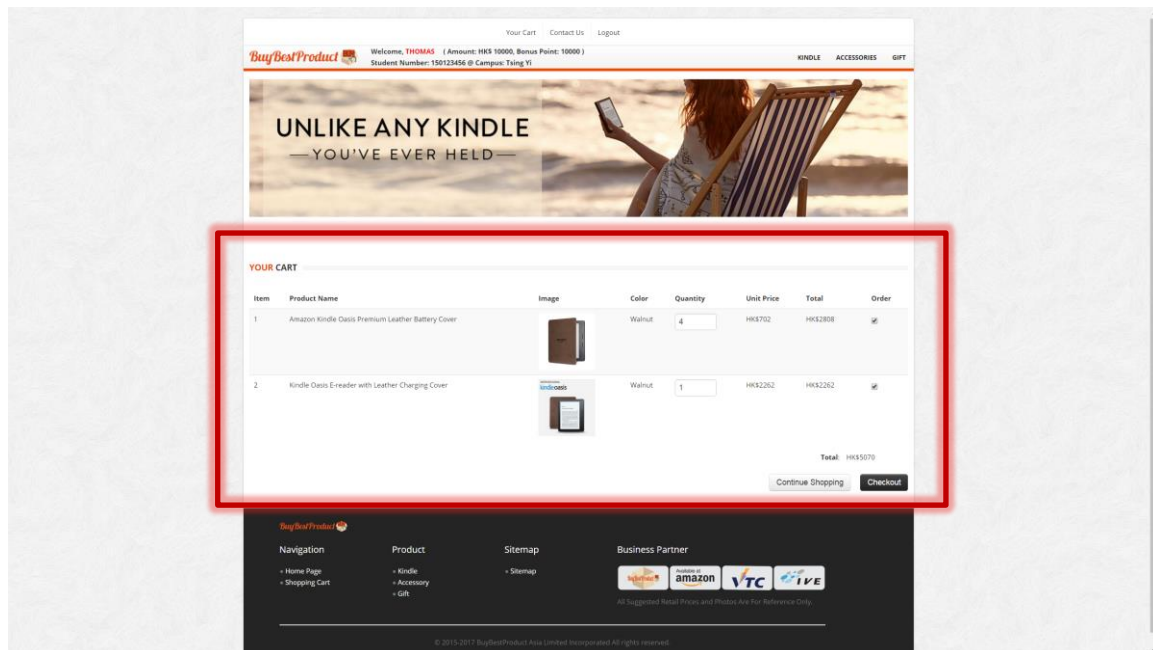 Your Cart Contact Us Logout
BuyBestProduct
Welcome, THOMAS ( Amount: HK$ 10000, Bonus Point: 10000 )
Student Number: 150123456 @ Campus: Tsing Yi
KINDLE ACCESSORIES GIFT
UNLIKE ANY KINDLE
—YOU'VE EVER HELD—
YOUR CART
Item Product Name Image Color Quantity Unit Price Total Order
1 Amazon Kindle Oasis Premium Leather Battery Cover Walnut 4 HK$702 HK$2808
2 Kindle Oasis E-reader with Leather Charging Cover Walnut 1 HK$2262 HK$2262
kindleoasis
Total: HK$5070
Continue Shopping Checkout
BuyBestProduct
Navigation Product Sitemap Business Partner
» Home Page » Kindle » Sitemap
» Shopping Cart » Accessory
» Gift
BuyBestProduct Available at amazon VTC IVE
All Suggested Retail Prices and Photos Are For Reference Only.
© 2015-2017 BuyBestProduct Asia Limited Incorporated All rights reserved.